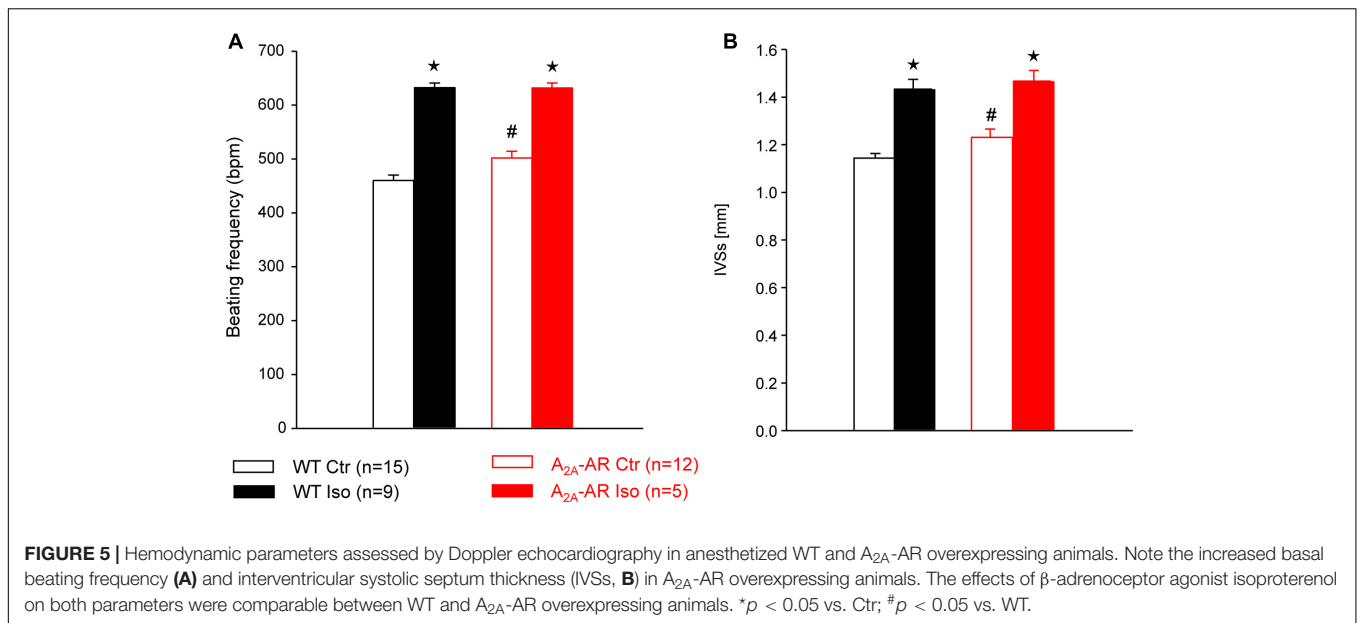 A
B
Beating frequency (bpm)
700
600
500
400
300
200
100
0
★
#
★
IVSs [mm]
1.6
1.4
1.2
1.0
0.8
0.6
0.4
0.2
0.0
★
#
★
WT Ctr (n=15)
A2A-AR Ctr (n=12)
WT Iso (n=9)
A2A-AR Iso (n=5)
FIGURE 5 | Hemodynamic parameters assessed by Doppler echocardiography in anesthetized WT and A2A-AR overexpressing animals. Note the increased basal
beating frequency (A) and interventricular systolic septum thickness (IVSs, B) in A2A-AR overexpressing animals. The effects of β-adrenoceptor agonist isoproterenol
on both parameters were comparable between WT and A2A-AR overexpressing animals. ★p < 0.05 vs. Ctr; #p < 0.05 vs. WT.